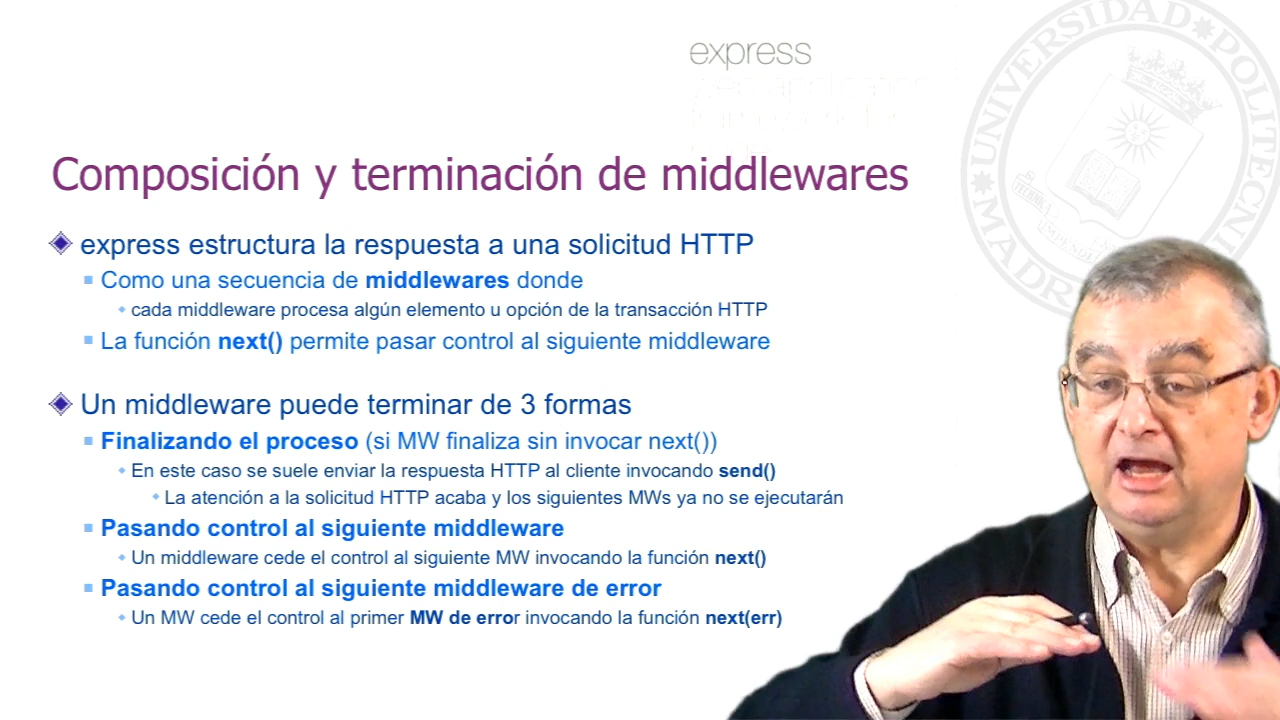 express
UNIVERSIDAD POLITÉCNI
MADR
Composición y terminación de middlewares
express estructura la respuesta a una solicitud HTTP
Como una secuencia de middlewares donde
cada middleware procesa algún elemento u opción de la transacción HTTP
La función next() permite pasar control al siguiente middleware
Un middleware puede terminar de 3 formas
Finalizando el proceso (si MW finaliza sin invocar next())
En este caso se suele enviar la respuesta HTTP al cliente invocando send()
La atención a la solicitud HTTP acaba y los siguientes MWs ya no se ejecutarán
Pasando control al siguiente middleware
Un middleware cede el control al siguiente MW invocando la función next()
Pasando control al siguiente middleware de error
Un MW cede el control al primer MW de error invocando la función next(err)